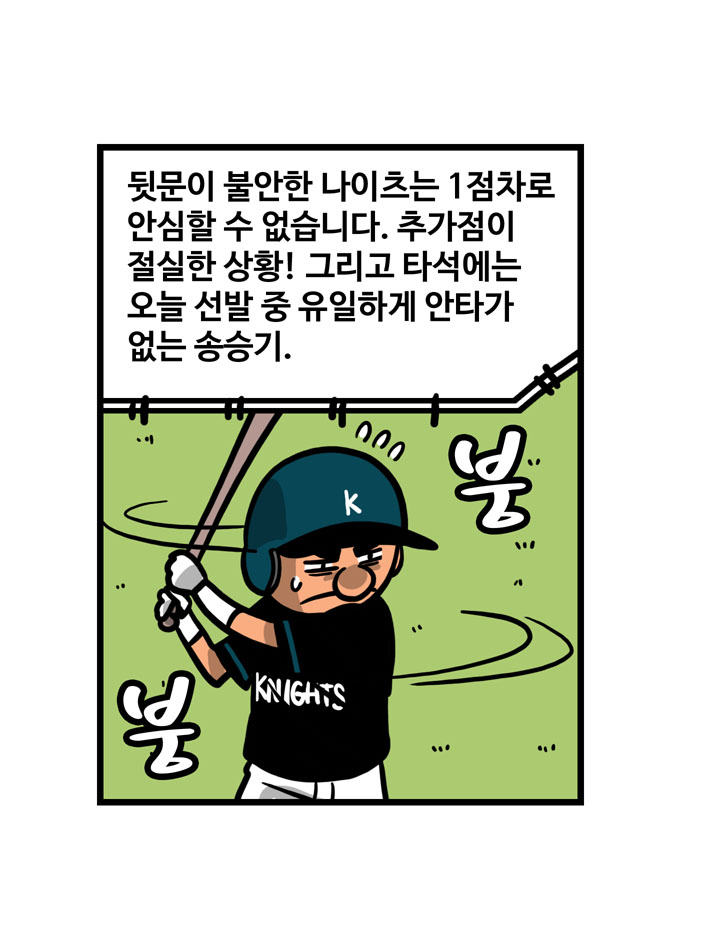 뒷문이 불안한 나이츠는 1점차로
안심할 수 없습니다. 추가점이
절실한 상황! 그리고 타석에는
오늘 선발 중 유일하게 안타가
없는 송승기.
붕
K
KNIGHTS
붕